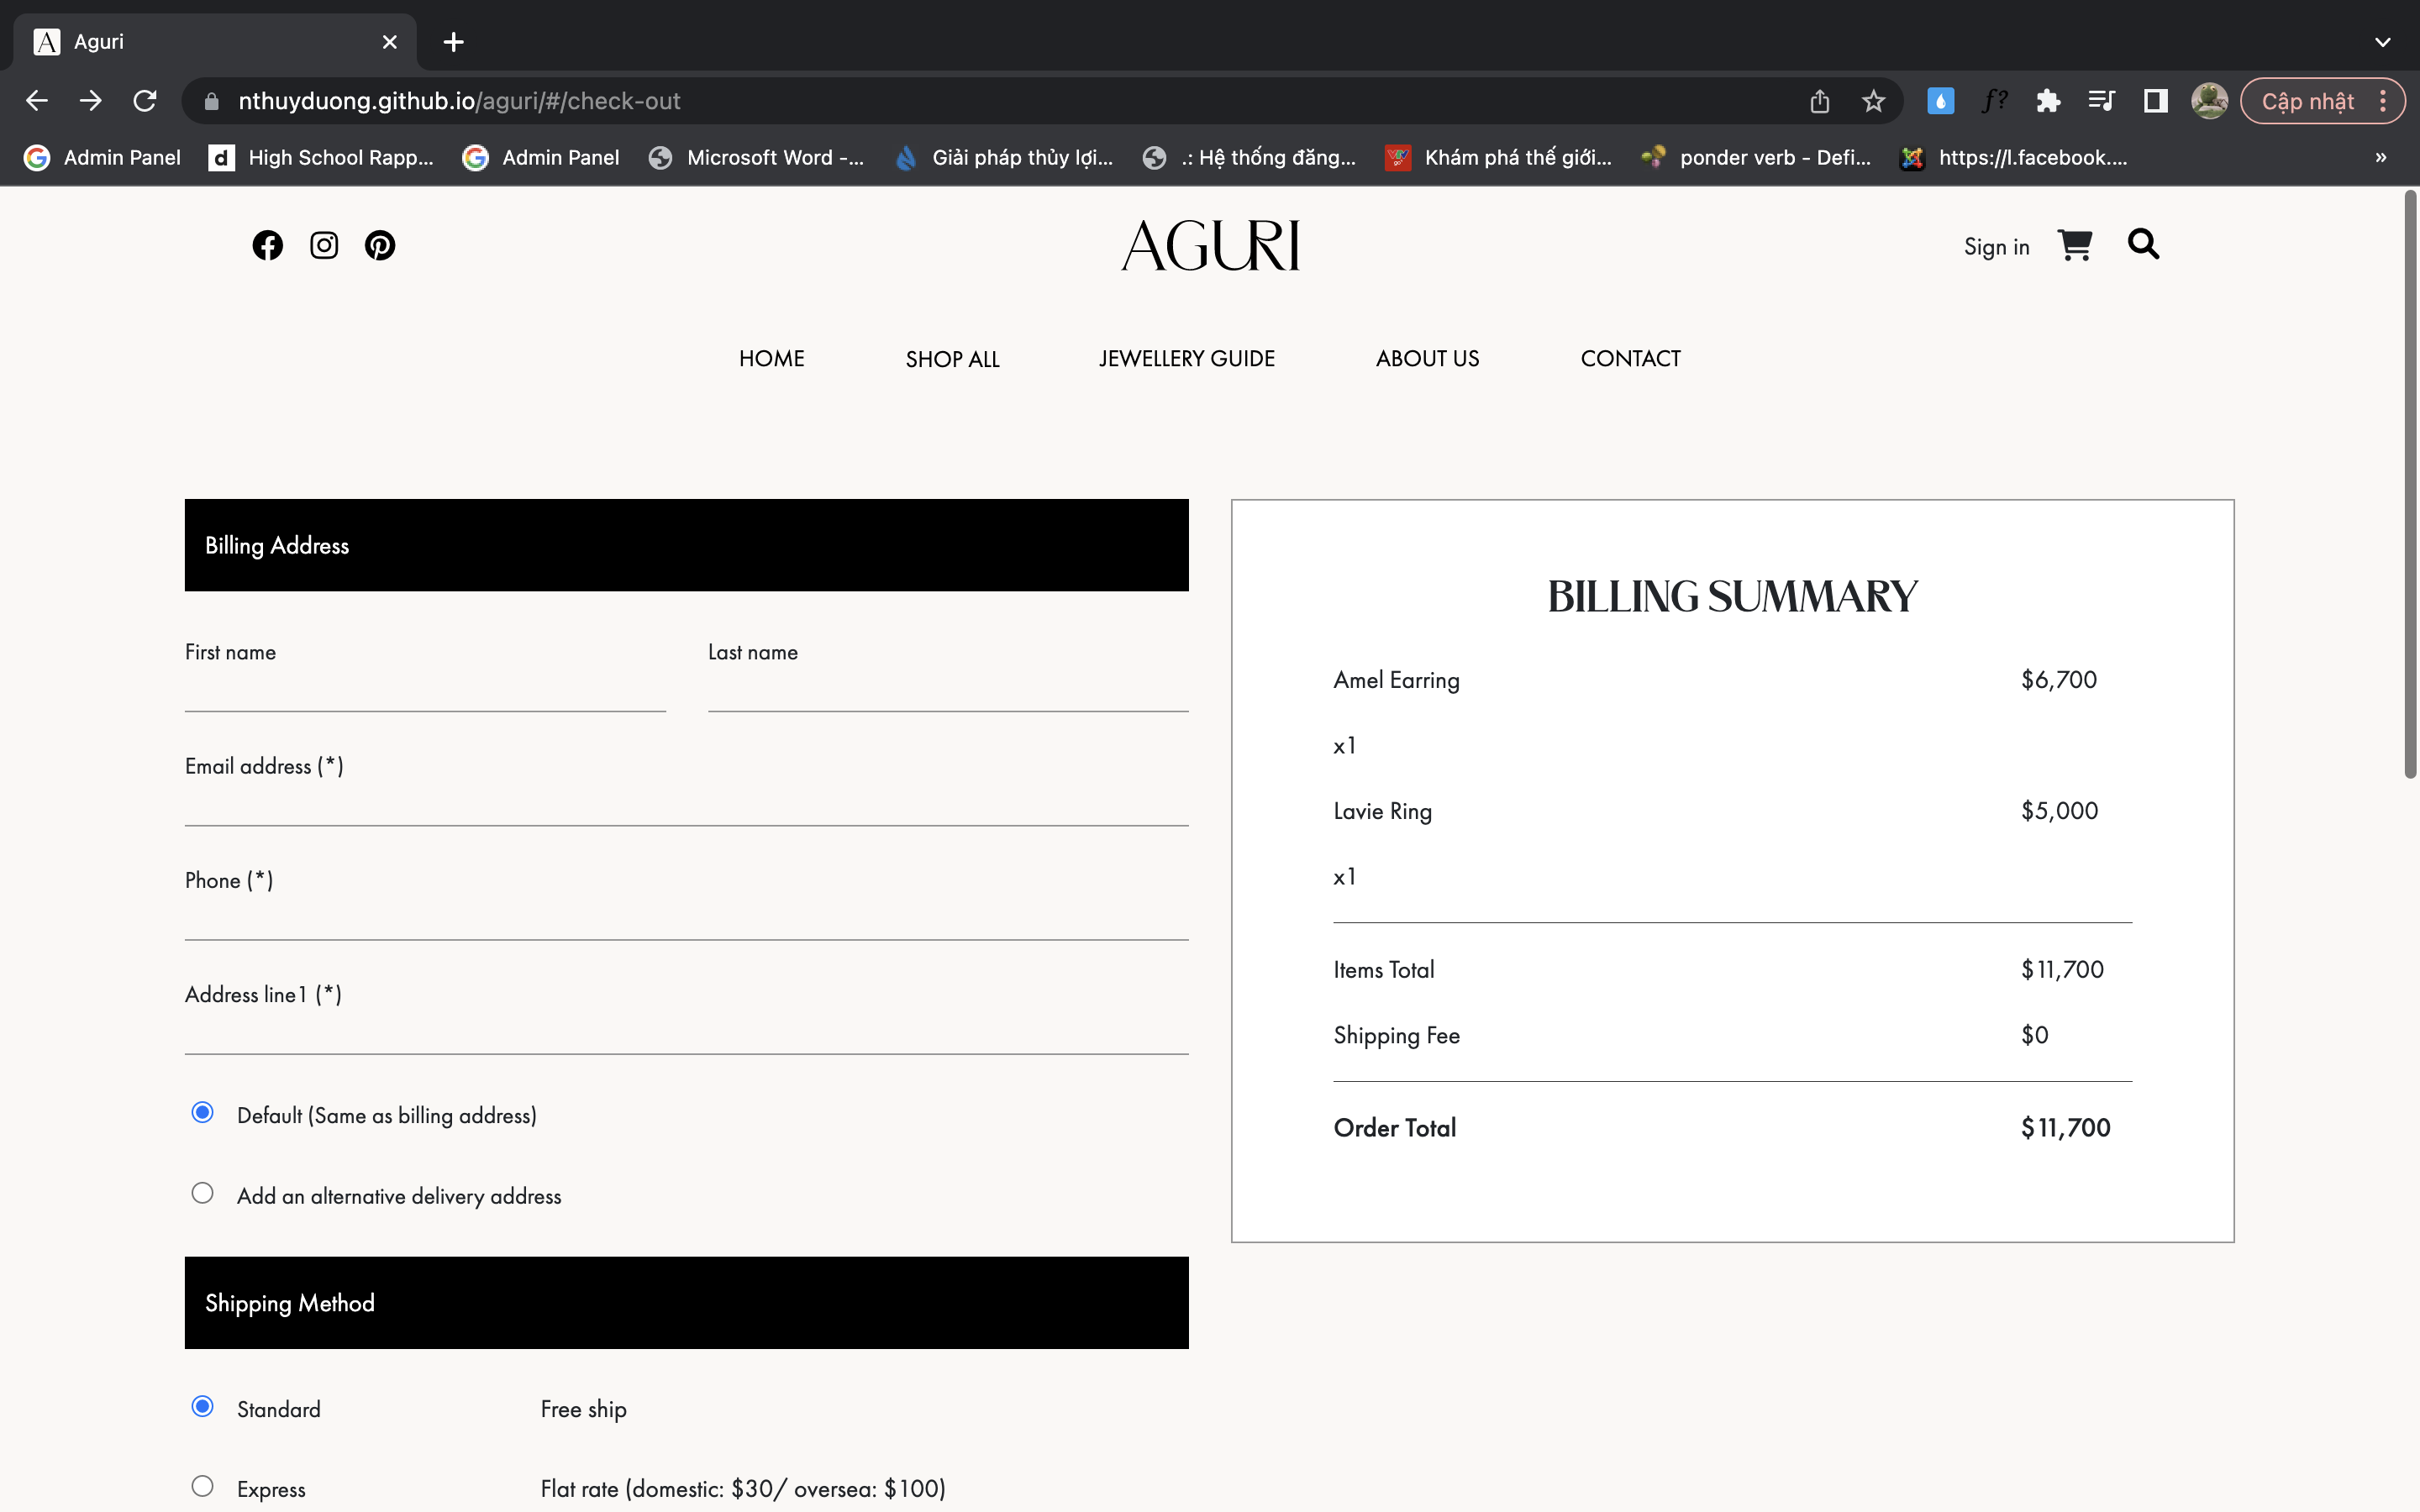 Aguri
nthuyduong.github.io/aguri/#/check-out
f?
Cập nhật
Admin Panel
High School Rapp...
Admin Panel
Microsoft Word -...
Giải pháp thủy lợi...
.: Hệ thống đăng...
Khám phá thế giới...
ponder verb - Defi...
https://l.facebook....
»
AGURI
Sign in
HOME
SHOP ALL
JEWELLERY GUIDE
ABOUT US
CONTACT
Billing Address
First name
Last name
Email address (*)
Phone (*)
Address line1 (*)
Default (Same as billing address)
Add an alternative delivery address
Shipping Method
Standard
Free ship
Express
Flat rate (domestic: $30/ oversea: $100)
BILLING SUMMARY
Amel Earring
$6,700
x1
Lavie Ring
$5,000
x1
Items Total
$11,700
Shipping Fee
$0
Order Total
$11,700